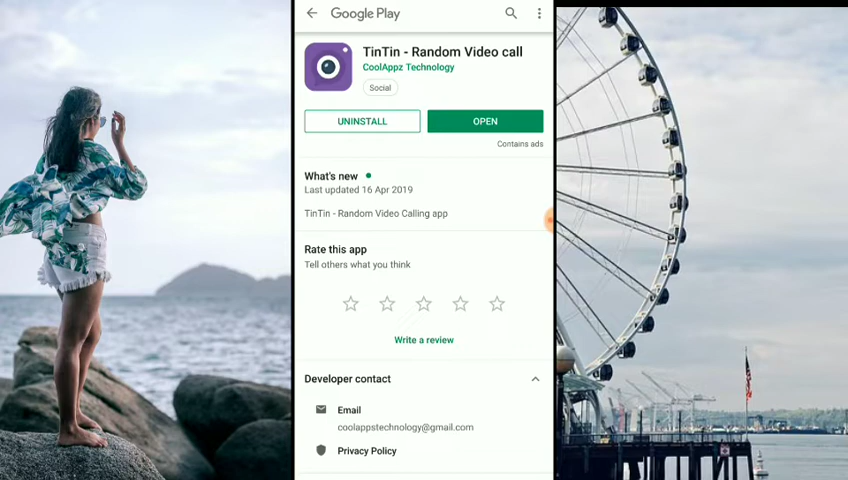 Google Play
TinTin - Random Video call
CoolAppz Technology
Social
UNINSTALL
OPEN
Contains ads
What's new
Last updated 16 Apr 2019
TinTin - Random Video Calling app
Rate this app
Tell others what you think
Write a review
Developer contact
Email
coolappstechnology@gmail.com
Privacy Policy